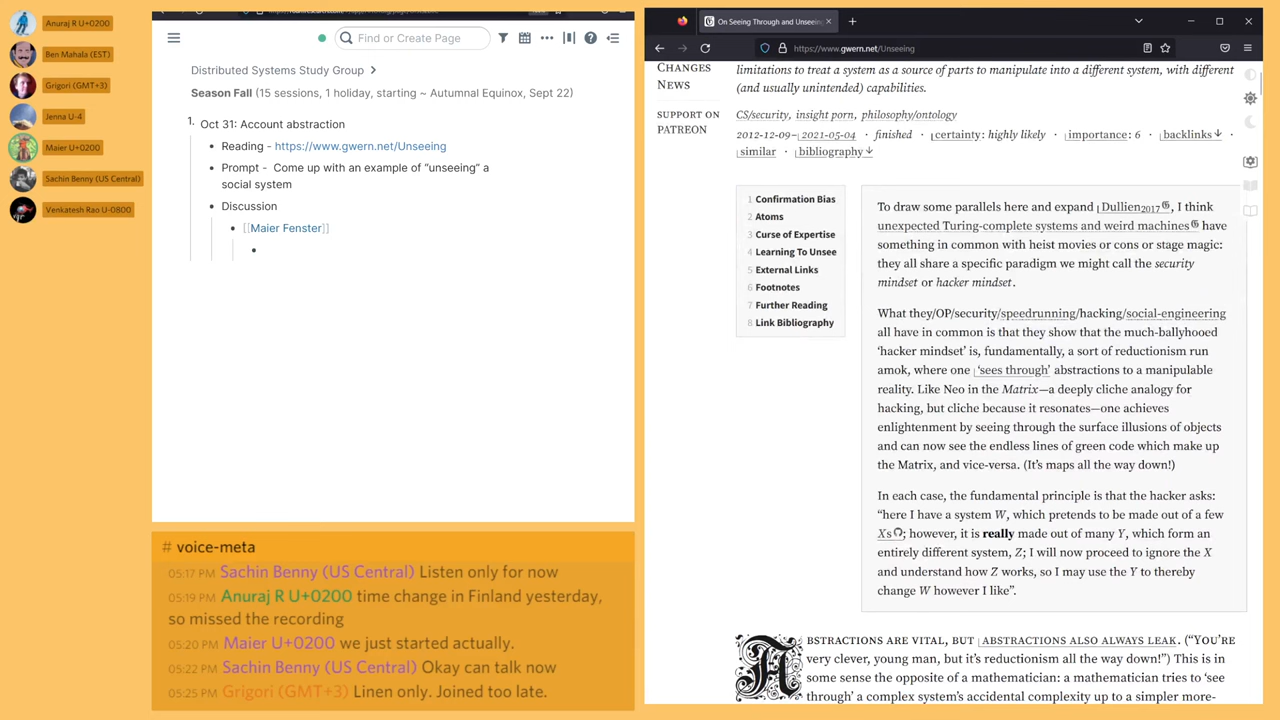 Anuraj R U+0200
Ben Mahala (EST)
Grigori (GMT+3)
Jenna U-4
Maier U+0200
Sachin Benny (US Central)
Venkatesh Rao U-0800
Find or Create Page
Distributed Systems Study Group
Season Fall (15 sessions, 1 holiday, starting ~ Autumnal Equinox, Sept 22)
1. Oct 31: Account abstraction
Reading - https://www.gwern.net/Unseeing
Prompt - Come up with an example of “unseeing” a
social system
Discussion
[[Maier Fenster]]
# voice-meta
05:17 PM Sachin Benny (US Central) Listen only for now
05:19 PM Anuraj R U+0200 time change in Finland yesterday,
so missed the recording
05:20 PM Maier U+0200 we just started actually.
05:22 PM Sachin Benny (US Central) Okay can talk now
05:25 PM Grigori (GMT+3) Linen only. Joined too late.
On Seeing Through and Unseeing
https://www.gwern.net/Unseeing
CHANGES
NEWS
SUPPORT ON
PATREON
limitations to treat a system as a source of parts to manipulate into a different system, with different
(and usually unintended) capabilities.
CS/security, insight porn, philosophy/ontology
2012-12-09–2021-05-04 · finished · certainty: highly likely · importance: 6 · backlinks ·
similar · bibliography
1 Confirmation Bias
2 Atoms
3 Curse of Expertise
4 Learning To Unsee
5 External Links
6 Footnotes
7 Further Reading
8 Link Bibliography
To draw some parallels here and expand Dullien2017, I think
unexpected Turing-complete systems and weird machines have
something in common with heist movies or cons or stage magic:
they all share a specific paradigm we might call the security
mindset or hacker mindset.
What they/OP/security/speedrunning/hacking/social-engineering
all have in common is that they show that the much-ballyhooed
‘hacker mindset’ is, fundamentally, a sort of reductionism run
amok, where one ‘sees through’ abstractions to a manipulable
reality. Like Neo in the Matrix—a deeply cliche analogy for
hacking, but cliche because it resonates—one achieves
enlightenment by seeing through the surface illusions of objects
and can now see the endless lines of green code which make up
the Matrix, and vice-versa. (It’s maps all the way down!)
In each case, the fundamental principle is that the hacker asks:
“here I have a system W, which pretends to be made out of a few
Xs; however, it is really made out of many Y, which form an
entirely different system, Z; I will now proceed to ignore the X
and understand how Z works, so I may use the Y to thereby
change W however I like”.
ABSTRACTIONS ARE VITAL, BUT ABSTRACTIONS ALSO ALWAYS LEAK. (“YOU’RE
very clever, young man, but it’s reductionism all the way down!”) This is in
some sense the opposite of a mathematician: a mathematician tries to ‘see
through’ a complex system’s accidental complexity up to a simpler more-